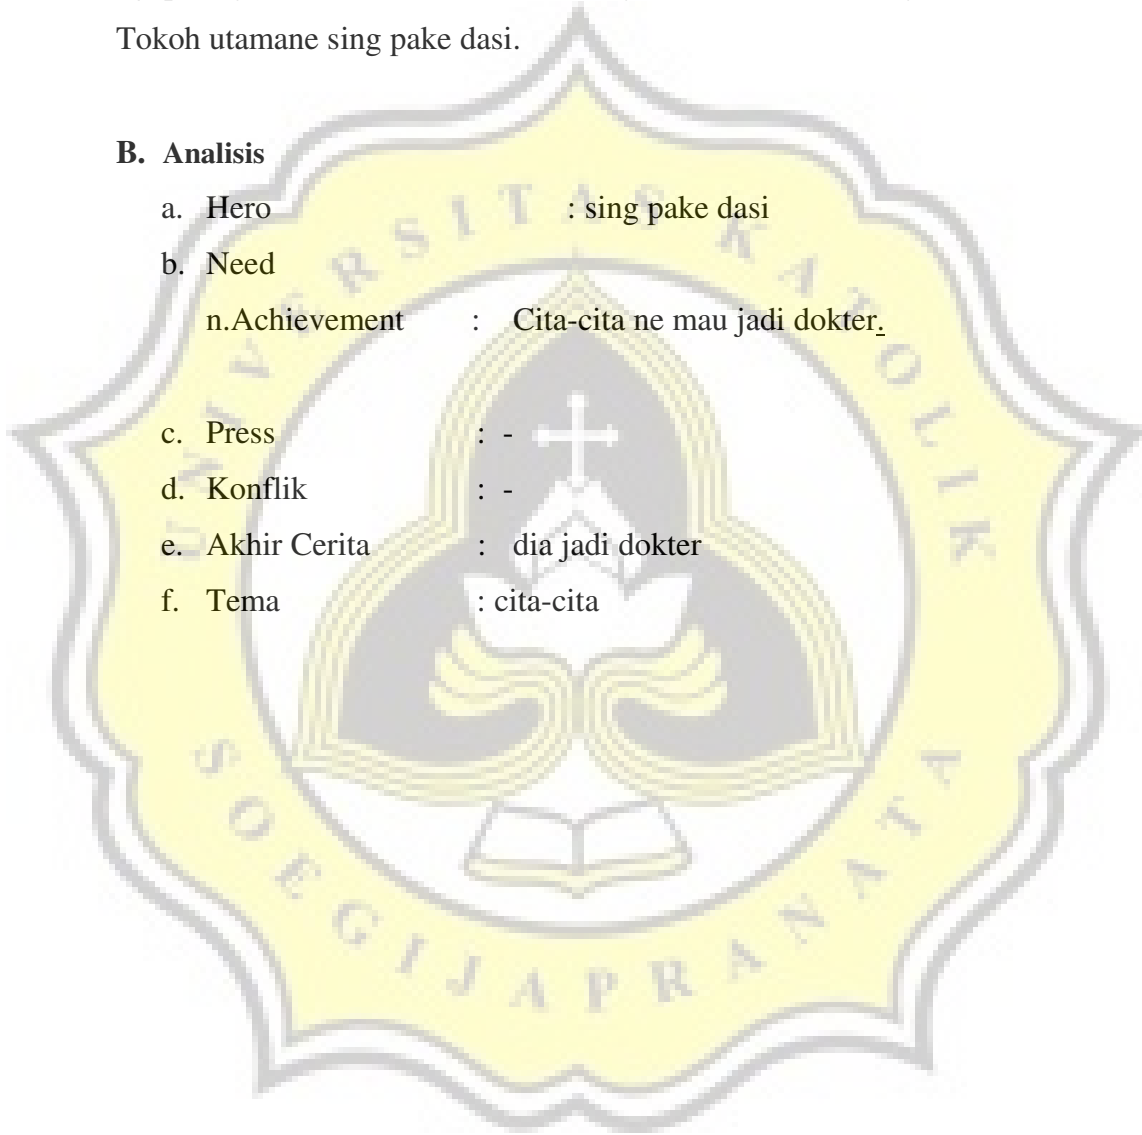 Tokoh utamane sing pake dasi.
B. Analisis
a. Hero : sing pake dasi
b. Need
n.Achievement : Cita-cita ne mau jadi dokter.
c. Press : -
d. Konflik : -
e. Akhir Cerita : dia jadi dokter
f. Tema : cita-cita
UNIVERSITAS KATOLIK
SOEGIJAPRANATA